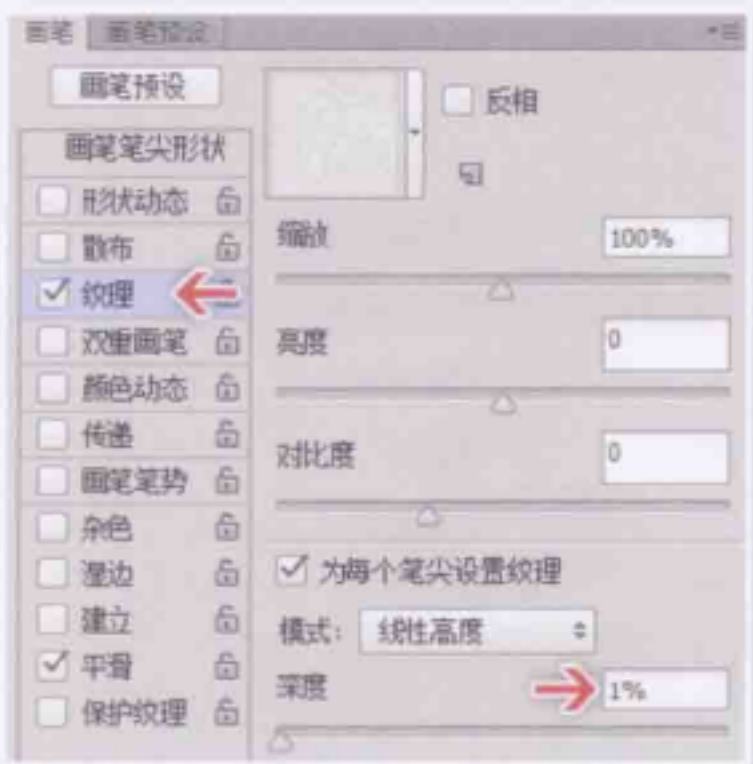 画笔 画笔预设
画笔预设
反相
画笔笔尖形状
形状动态
散布
纹理
双重画笔
颜色动态
传递
画笔笔势
杂色
湿边
建立
平滑
保护纹理
缩放 100%
亮度 0
对比度 0
为每个笔尖设置纹理
模式: 线性高度
深度 1%